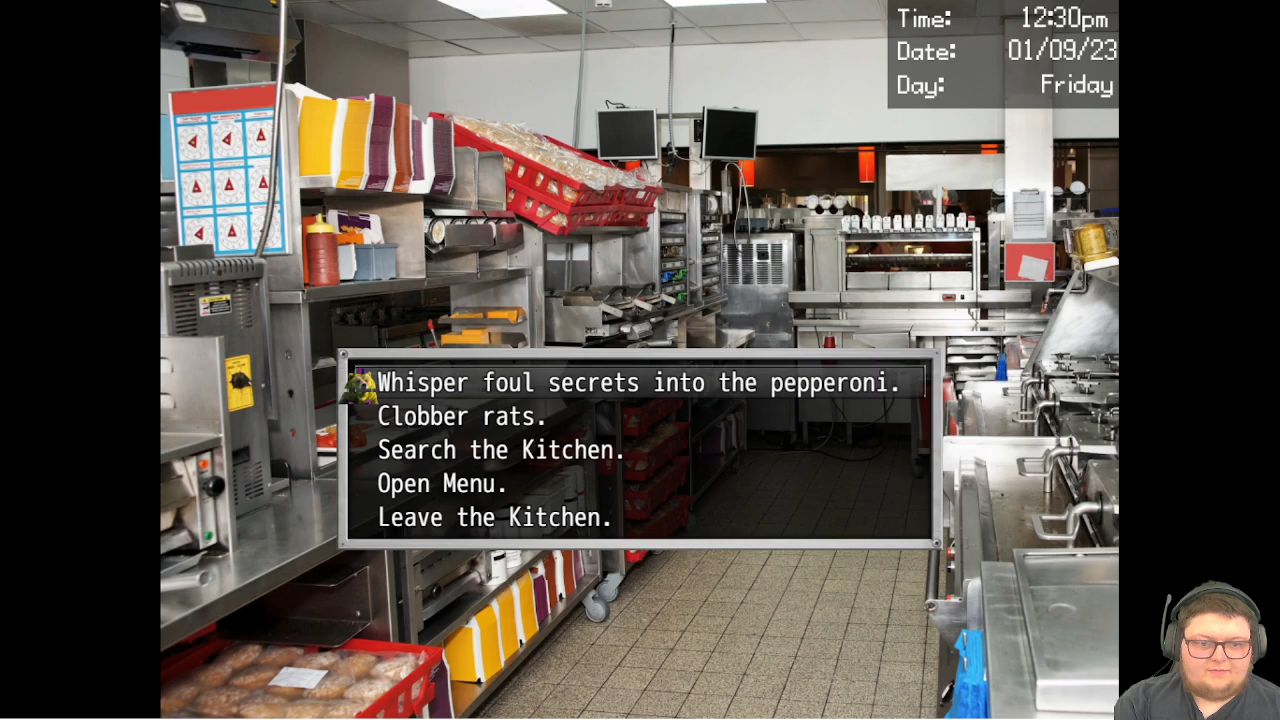 Time: 12:30pm
Date: 01/09/23
Day: Friday
Whisper foul secrets into the pepperoni.
Clobber rats.
Search the Kitchen.
Open Menu.
Leave the Kitchen.